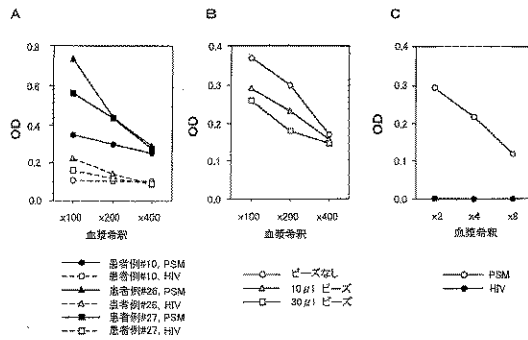 A
B
C
0.8
0.6
0.4
0.2
0.0
OD
x100
x200
x400
血漿希釈
患者例#10, PSM
患者例#10, HIV
患者例#26, PSM
患者例#26, HIV
患者例#27, PSM
患者例#27, HIV
0.4
0.3
0.2
0.1
0.0
OD
x100
x200
x400
血漿希釈
ビーズなし
10μl ビーズ
30μl ビーズ
0.4
0.3
0.2
0.1
0.0
OD
x2
x4
x8
血漿希釈
PSM
HIV